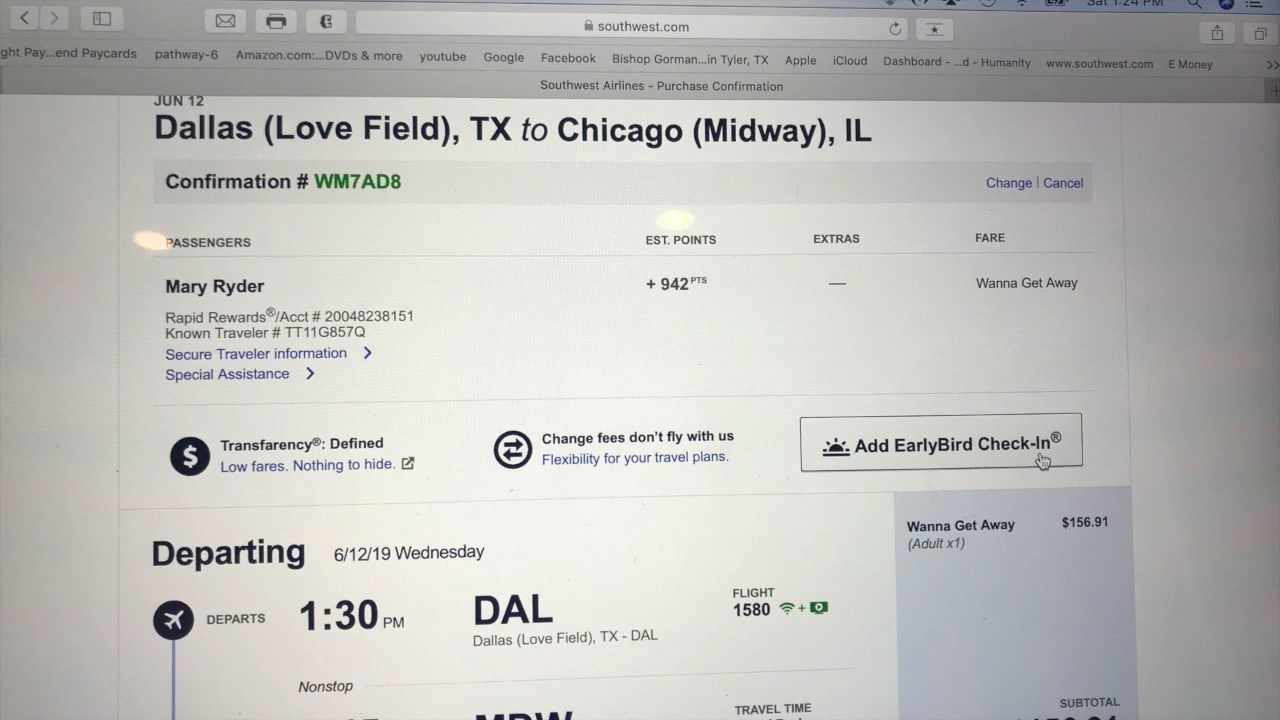 Sat 1:24 PM
southwest.com
ght Pay...end Paycards pathway-6 Amazon.com:...DVDs & more youtube Google Facebook Bishop Gorman...in Tyler, TX Apple iCloud Dashboard - ...d - Humanity www.southwest.com E Money
Southwest Airlines - Purchase Confirmation
JUN 12
Dallas (Love Field), TX to Chicago (Midway), IL
Confirmation # WM7AD8 Change | Cancel
PASSENGERS EST. POINTS EXTRAS FARE
Mary Ryder + 942 PTS — Wanna Get Away
Rapid Rewards®/Acct # 20048238151
Known Traveler # TT11G857Q
Secure Traveler information
Special Assistance
Transfarency®: Defined
Low fares. Nothing to hide.
Change fees don't fly with us
Flexibility for your travel plans.
Add EarlyBird Check-In®
Wanna Get Away $156.91
(Adult x1)
Departing 6/12/19 Wednesday
DEPARTS 1:30 PM DAL
Dallas (Love Field), TX - DAL
FLIGHT
1580
Nonstop
TRAVEL TIME
SUBTOTAL